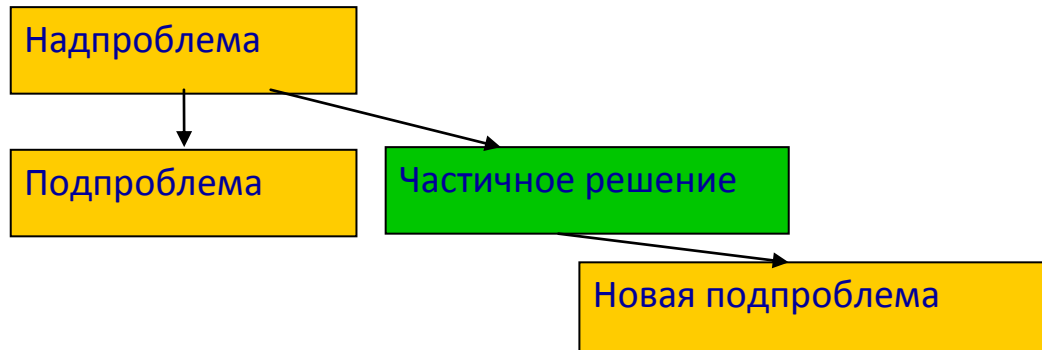 Надпроблема
Подпроблема
Частичное решение
Новая подпроблема